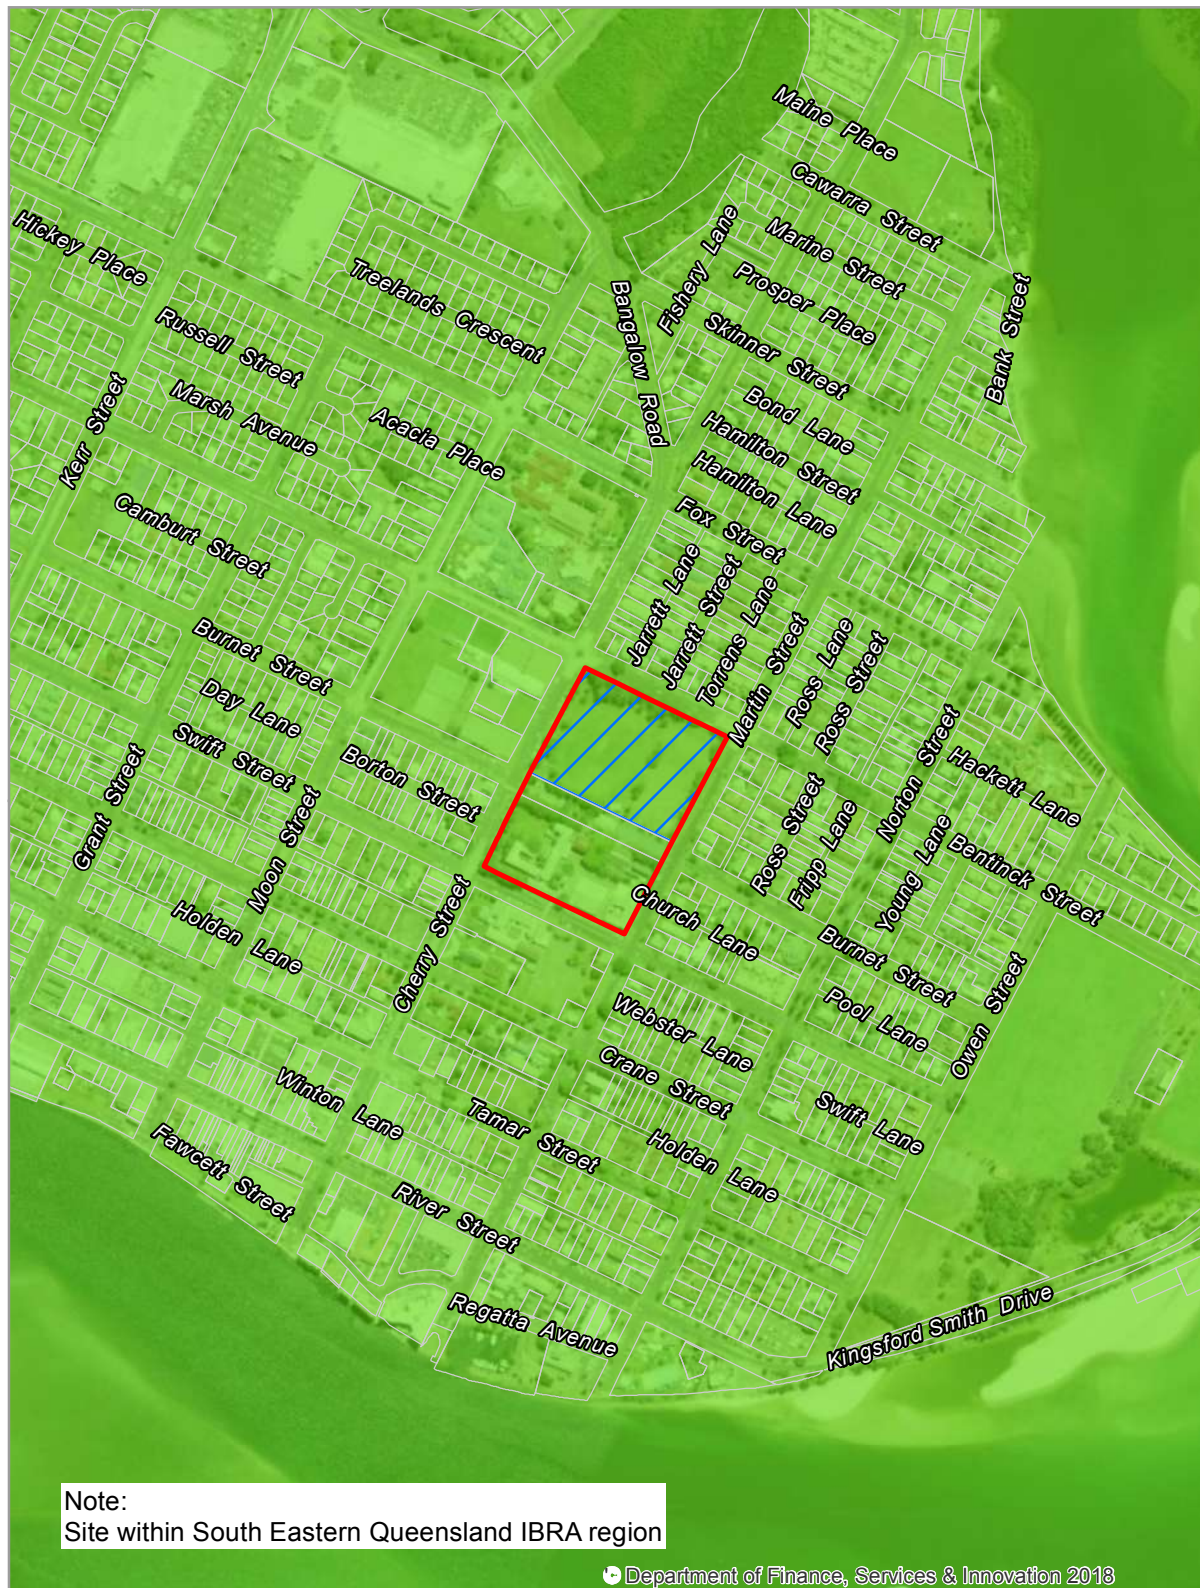 Maine Place
Cawarra Street
Marine Street
Fishery Lane
Hickey Place
Treelands Crescent
Prosper Place
Bank Street
Bangalow Road
Skinner Street
Russell Street
Marsh Avenue
Acacia Place
Bond Lane
Hamilton Street
Kerr Street
Hamilton Lane
Camburt Street
Fox Street
Jarrett Lane
Jarrett Street
Torrens Lane
Martin Street
Ross Lane
Ross Street
Burnet Street
Day Lane
Swift Street
Borton Street
Norton Street
Hackett Lane
Grant Street
Moon Street
Ross Street
Fripp Lane
Young Lane
Bentinck Street
Holden Lane
Cherry Street
Church Lane
Burnet Street
Pool Lane
Owen Street
Webster Lane
Crane Street
Swift Lane
Winton Lane
Tamar Street
Holden Lane
Fawcett Street
River Street
Regatta Avenue
Kingsford Smith Drive
Note:
Site within South Eastern Queensland IBRA region
Department of Finance, Services & Innovation 2018